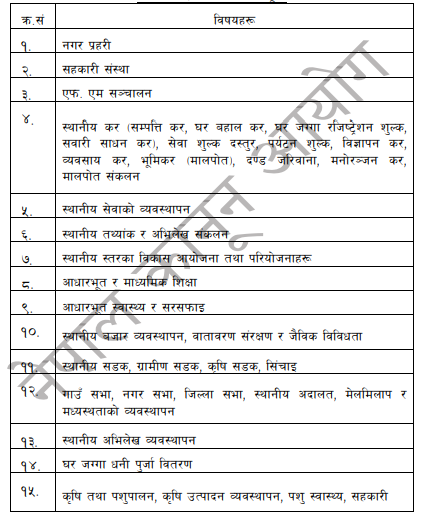 क्र.सं विषयहरू
१. नगर प्रहरी
२. सहकारी संस्था
३. एफ. एम सञ्चालन
४. स्थानीय कर (सम्पत्ति कर, घर बहाल कर, घर जग्गा रजिष्ट्रेशन शुल्क,
सवारी साधन कर), सेवा शुल्क दस्तुर, पर्यटन शुल्क, विज्ञापन कर,
व्यवसाय कर, भूमिकर (मालपोत), दण्ड जरिवाना, मनोरञ्जन कर,
मालपोत संकलन
५. स्थानीय सेवाको व्यवस्थापन
६. स्थानीय तथ्यांक र अभिलेख संकलन
७. स्थानीय स्तरका विकास आयोजना तथा परियोजनाहरू
८. आधारभूत र माध्यमिक शिक्षा
९. आधारभूत स्वास्थ्य र सरसफाइ
१०. स्थानीय बजार व्यवस्थापन, वातावरण संरक्षण र जैविक विविधता
११. स्थानीय सडक, ग्रामीण सडक, कृषि सडक, सिंचाइ
१२. गाउँ सभा, नगर सभा, जिल्ला सभा, स्थानीय अदालत, मेलमिलाप र
मध्यस्थताको व्यवस्थापन
१३. स्थानीय अभिलेख व्यवस्थापन
१४. घर जग्गा धनी पुर्जा वितरण
१५. कृषि तथा पशुपालन, कृषि उत्पादन व्यवस्थापन, पशु स्वास्थ्य, सहकारी
नेपाल कानून आयोग